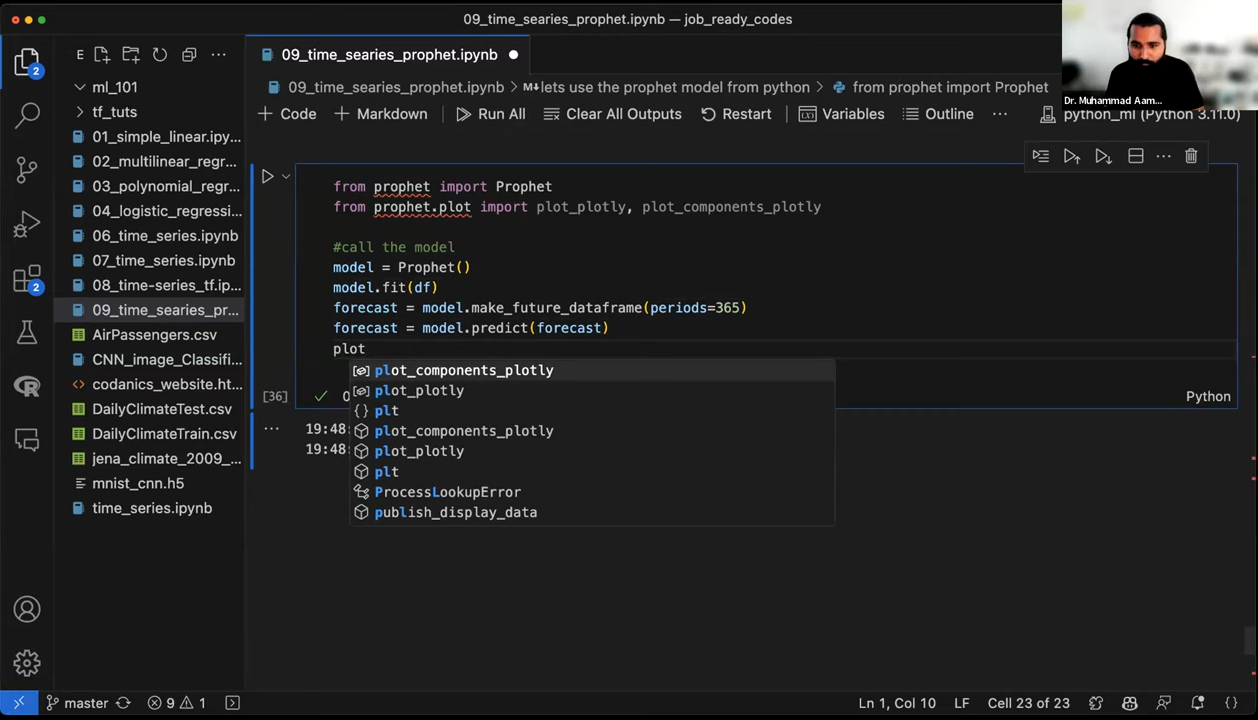 09_time_searies_prophet.ipynb — job_ready_codes
E
ml_101
tf_tuts
01_simple_linear.ipy...
02_multilinear_regr...
03_polynomial_regr...
04_logistic_regressi...
06_time_series.ipynb
07_time_series.ipynb
08_time-series_tf.ip...
09_time_searies_pr...
AirPassengers.csv
CNN_image_Classifi...
codanics_website.ht...
DailyClimateTest.csv
DailyClimateTrain.csv
jena_climate_2009_...
mnist_cnn.h5
time_series.ipynb
2
2
09_time_searies_prophet.ipynb
09_time_searies_prophet.ipynb > M↓lets use the prophet model from python > from prophet import Prophet
+ Code + Markdown Run All Clear All Outputs Restart Variables Outline ... python_ml (Python 3.11.0)
from prophet import Prophet
from prophet.plot import plot_plotly, plot_components_plotly
#call the model
model = Prophet()
model.fit(df)
forecast = model.make_future_dataframe(periods=365)
forecast = model.predict(forecast)
plot
plot_components_plotly
plot_plotly
plt
plot_components_plotly
plot_plotly
plt
ProcessLookupError
publish_display_data
[36] 0 Python
19:48:
19:48:
Dr. Muhammad Aam...
master 9 1 Ln 1, Col 10 LF Cell 23 of 23